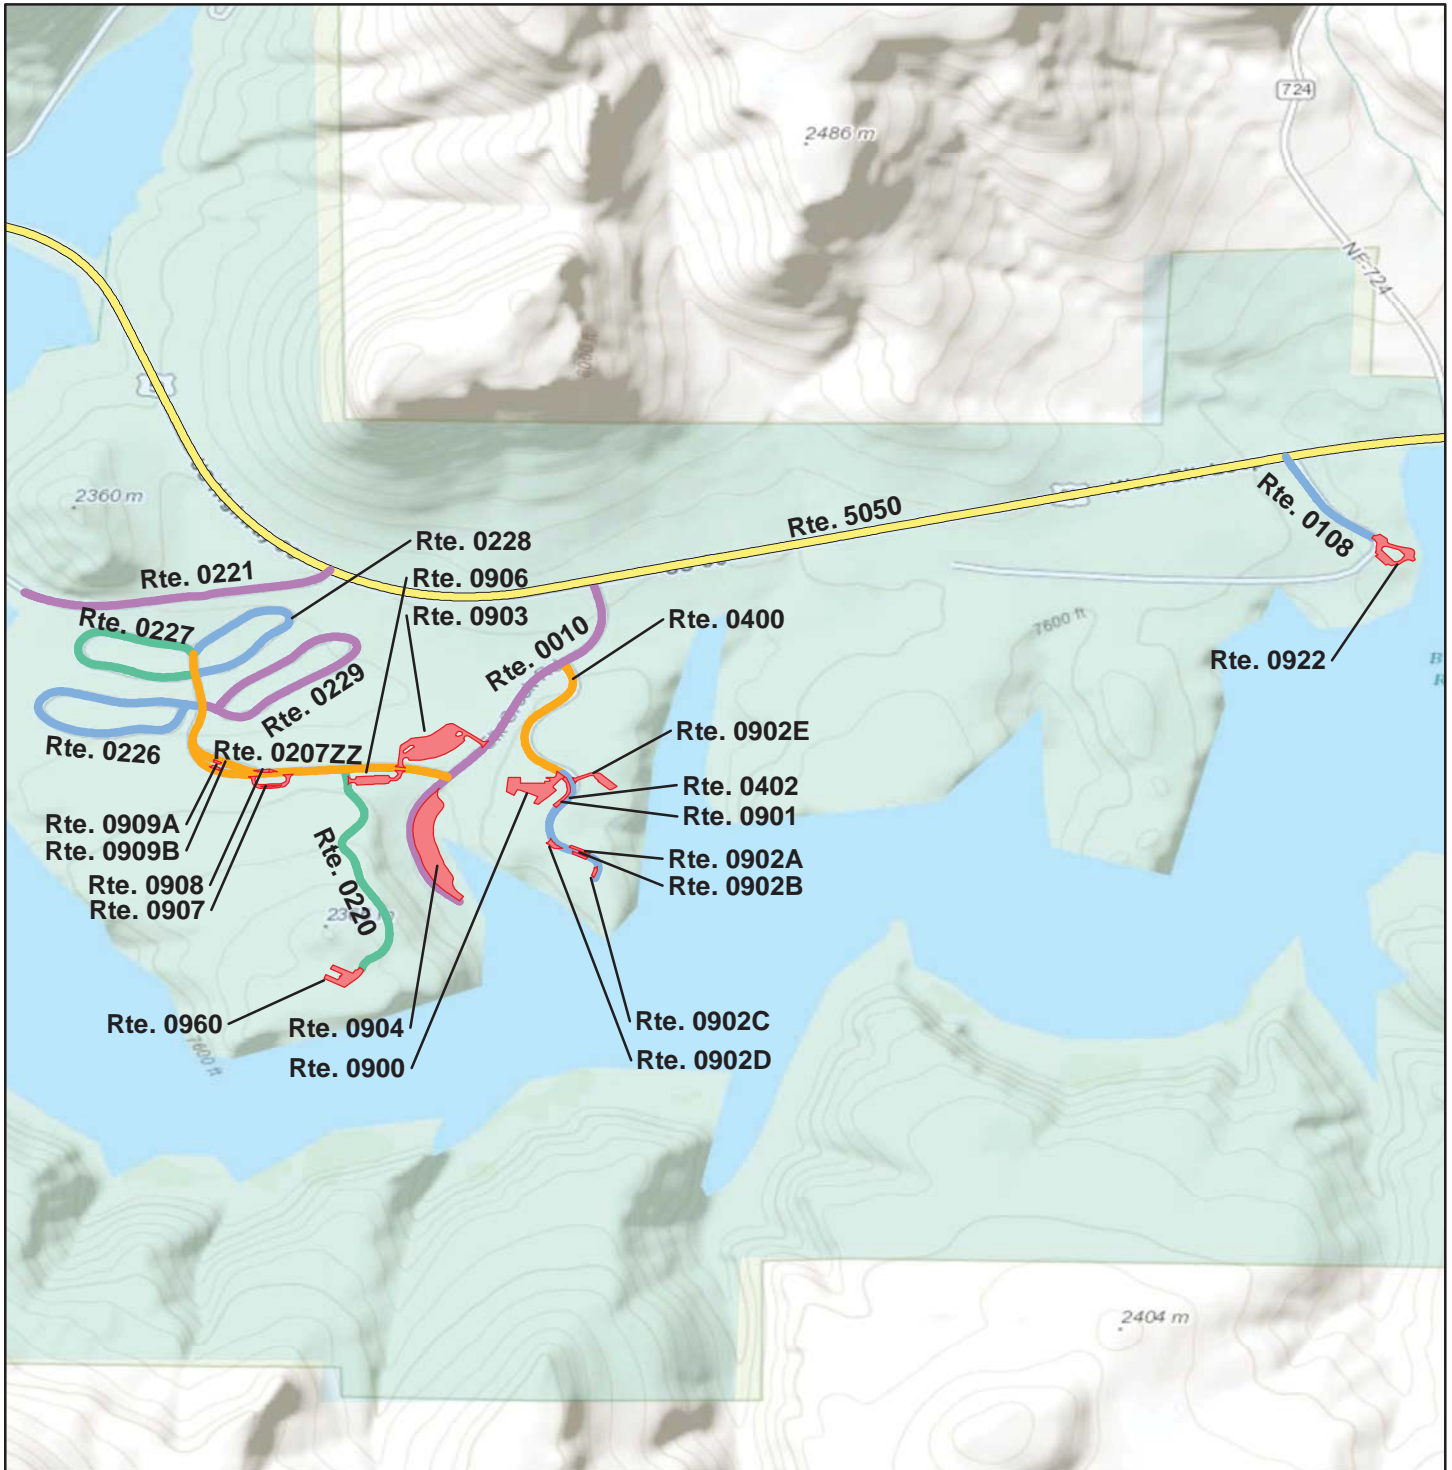 724
2486 m
NF-724
2360 m
Rte. 5050
Rte. 0108
Rte. 0228
Rte. 0221
Rte. 0906
Rte. 0903
Rte. 0227
Rte. 0010
Rte. 0400
7600 ft
Rte. 0922
Rte. 0229
Rte. 0226
Rte. 0207ZZ
Rte. 0902E
Rte. 0402
Rte. 0901
Rte. 0909A
Rte. 0909B
Rte. 0902A
Rte. 0902B
Rte. 0908
Rte. 0907
Rte. 0220
Rte. 0960
Rte. 0904
Rte. 0902C
7600 ft
Rte. 0900
Rte. 0902D
2404 m